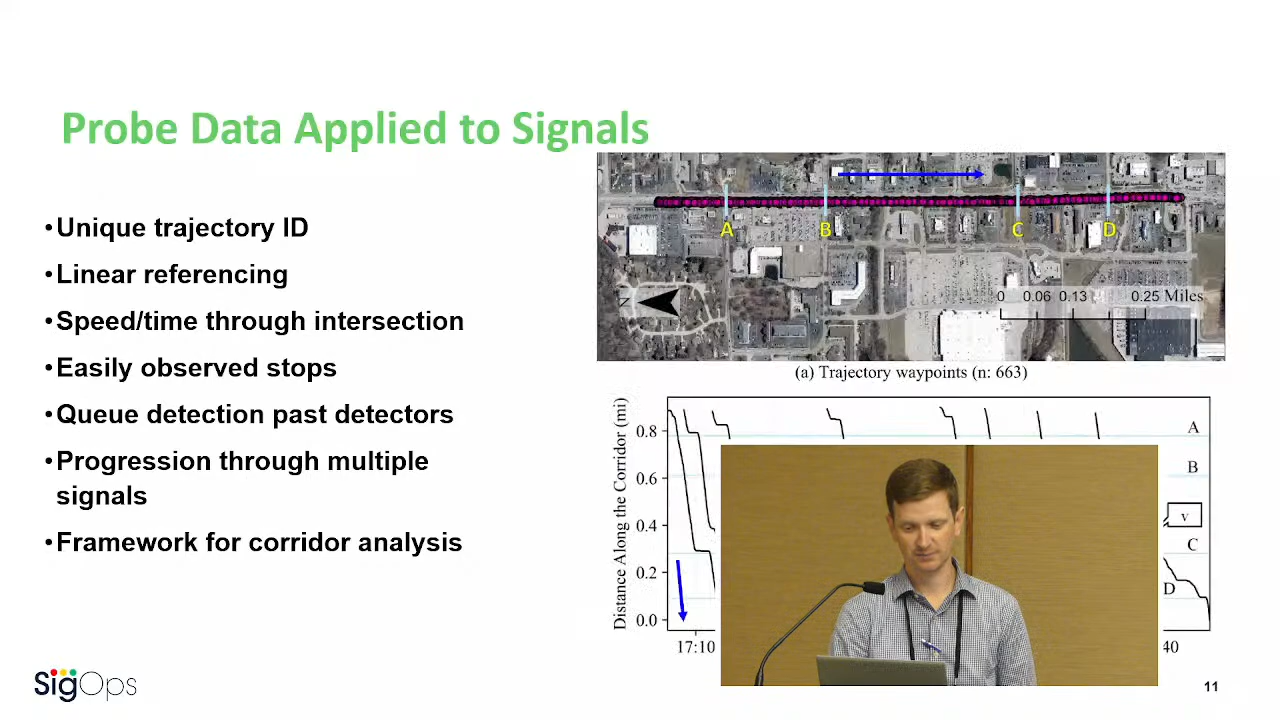 Probe Data Applied to Signals
•Unique trajectory ID
•Linear referencing
•Speed/time through intersection
•Easily observed stops
•Queue detection past detectors
•Progression through multiple
signals
•Framework for corridor analysis
A B C D
N
0 0.06 0.13 0.25 Miles
(a) Trajectory waypoints (n: 663)
Distance Along the Corridor (mi)
0.8
0.6
0.4
0.2
0.0
A
B
v
C
D
17:10
40
SigOps
11